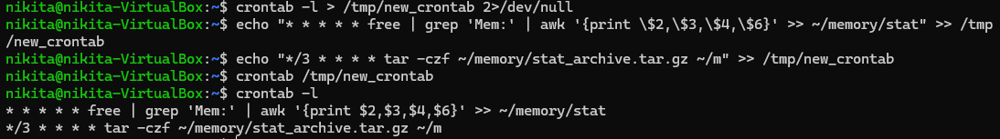 nikita@nikita-VirtualBox:~$ crontab -l > /tmp/new_crontab 2>/dev/null
nikita@nikita-VirtualBox:~$ echo "* * * * * free | grep 'Mem:' | awk '{print \$2,\$3,\$4,\$6}' >> ~/memory/stat" >> /tmp
/new_crontab
nikita@nikita-VirtualBox:~$ echo "*/3 * * * * tar -czf ~/memory/stat_archive.tar.gz ~/m" >> /tmp/new_crontab
nikita@nikita-VirtualBox:~$ crontab /tmp/new_crontab
nikita@nikita-VirtualBox:~$ crontab -l
* * * * * free | grep 'Mem:' | awk '{print $2,$3,$4,$6}' >> ~/memory/stat
*/3 * * * * tar -czf ~/memory/stat_archive.tar.gz ~/m